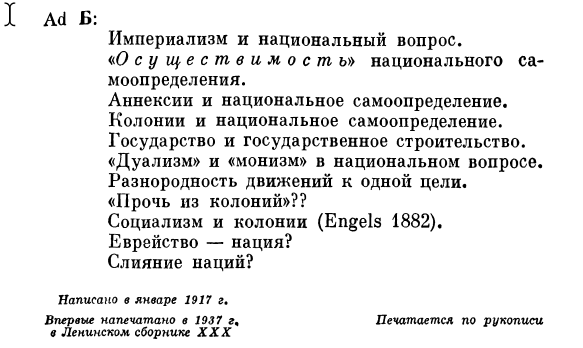 Ad Б:
Империализм и национальный вопрос.
«Осуществимость» национального са-
моопределения.
Аннексии и национальное самоопределение.
Колонии и национальное самоопределение.
Государство и государственное строительство.
«Дуализм» и «монизм» в национальном вопросе.
Разнородность движений к одной цели.
«Прочь из колоний»??
Социализм и колонии (Engels 1882).
Еврейство — нация?
Слияние наций?
Написано в январе 1917 г.
Впервые напечатано в 1937 г.
в Ленинском сборнике XXX
Печатается по рукописи